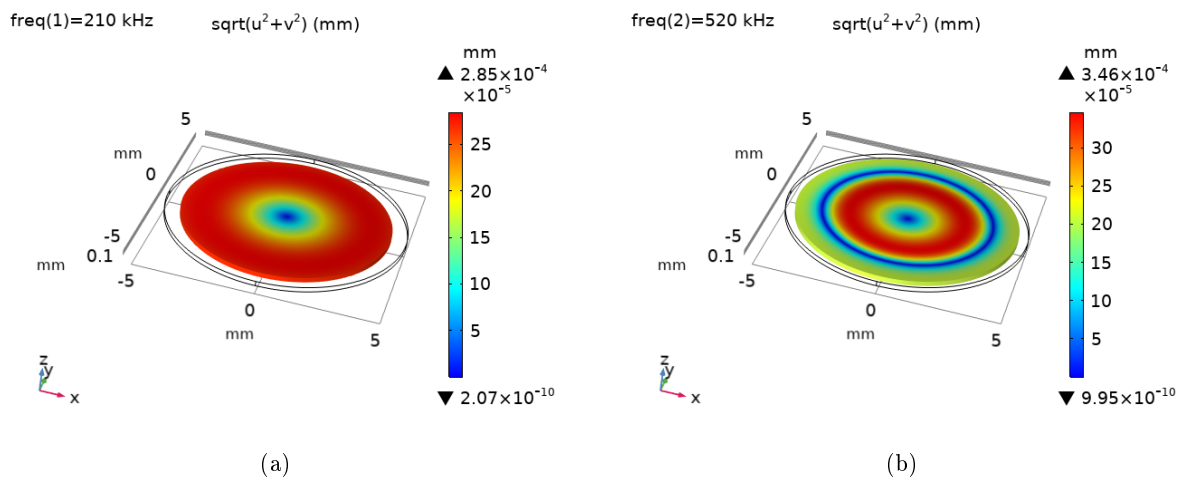 freq(1)=210 kHz
sqrt(u²+v²) (mm)
mm
▲ 2.85×10⁻⁴
×10⁻⁵
25
20
15
10
5
▼ 2.07×10⁻¹⁰
5
mm
0
-5
mm
0.1
-5
0
mm
5
z
y
x
(a)
freq(2)=520 kHz
sqrt(u²+v²) (mm)
mm
▲ 3.46×10⁻⁴
×10⁻⁵
30
25
20
15
10
5
▼ 9.95×10⁻¹⁰
5
mm
0
-5
mm
0.1
-5
0
mm
5
z
y
x
(b)